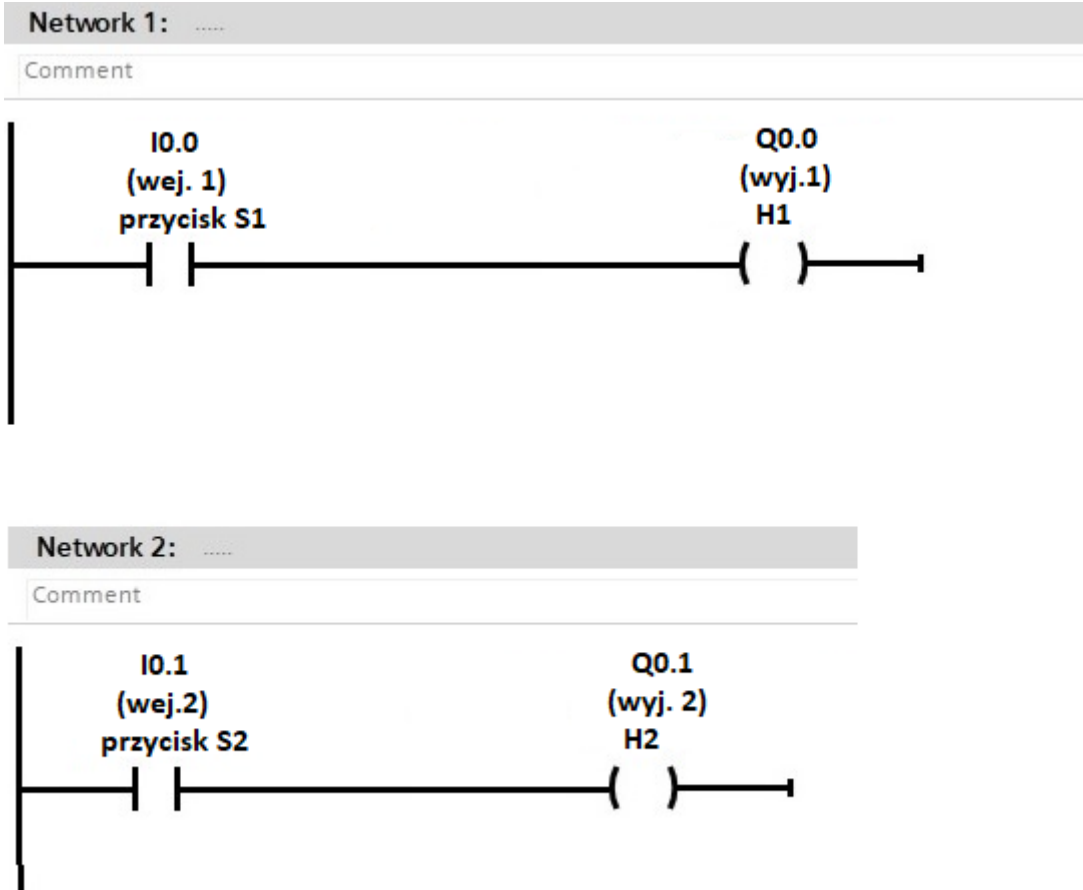 Network 1: .....
Comment
I0.0
(wej. 1)
przycisk S1
Q0.0
(wyj.1)
H1
Network 2: .....
Comment
I0.1
(wej.2)
przycisk S2
Q0.1
(wyj. 2)
H2